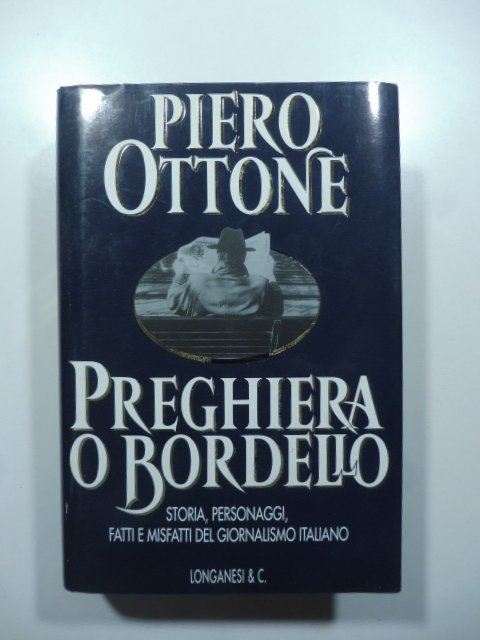 PIERO
OTTONE
PREGHIERA
O BORDELLO
STORIA, PERSONAGGI,
FATTI E MISFATTI DEL GIORNALISMO ITALIANO
LONGANESI & C.